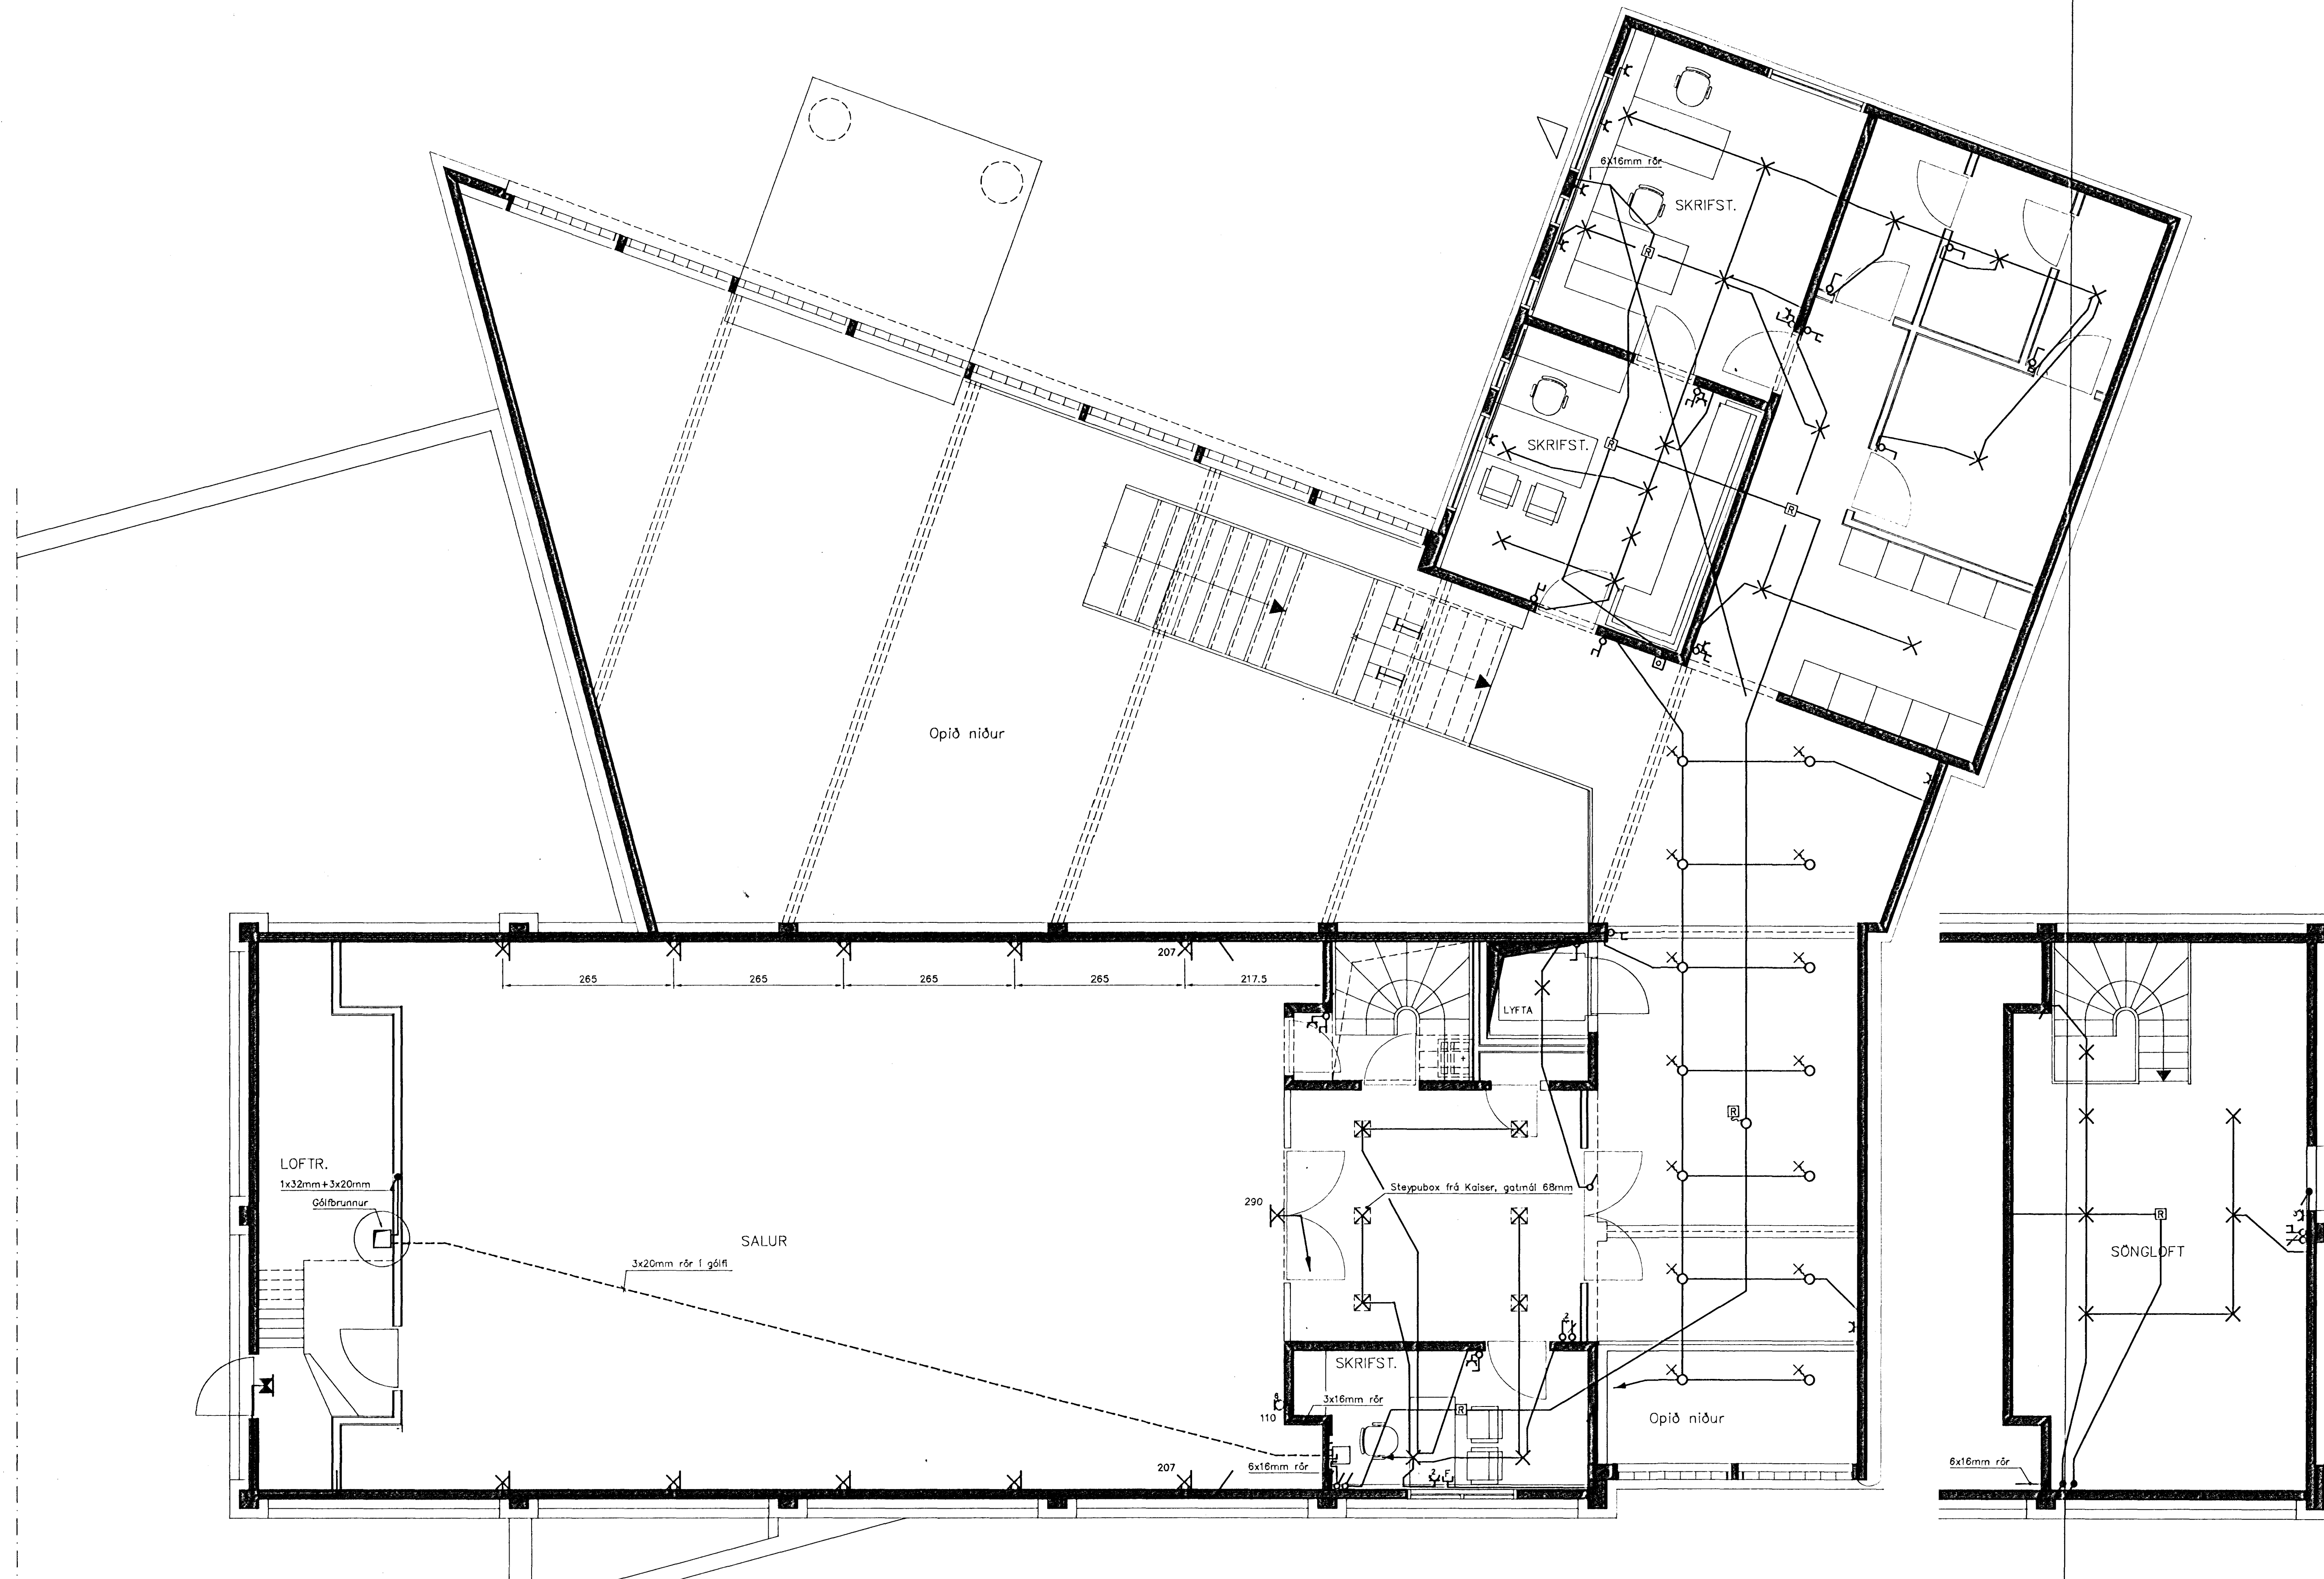 6x16mm rör
SKRIFST.
R
SKRIFST.
R
R
Opið niður
207
265
265
265
265
217.5
LYFTA
R
LOFTR.
1x32mm+3x20mm
Gólfbrunnur
Steypubox frá Kaiser, gatmál 68mm
290
SALUR
3x20mm rör í gólfi
R
SÖNGLOFT
2
SKRIFST.
3x16mm rör
110
R
Opið niður
207
6x16mm rör
2
F
6x16mm rör